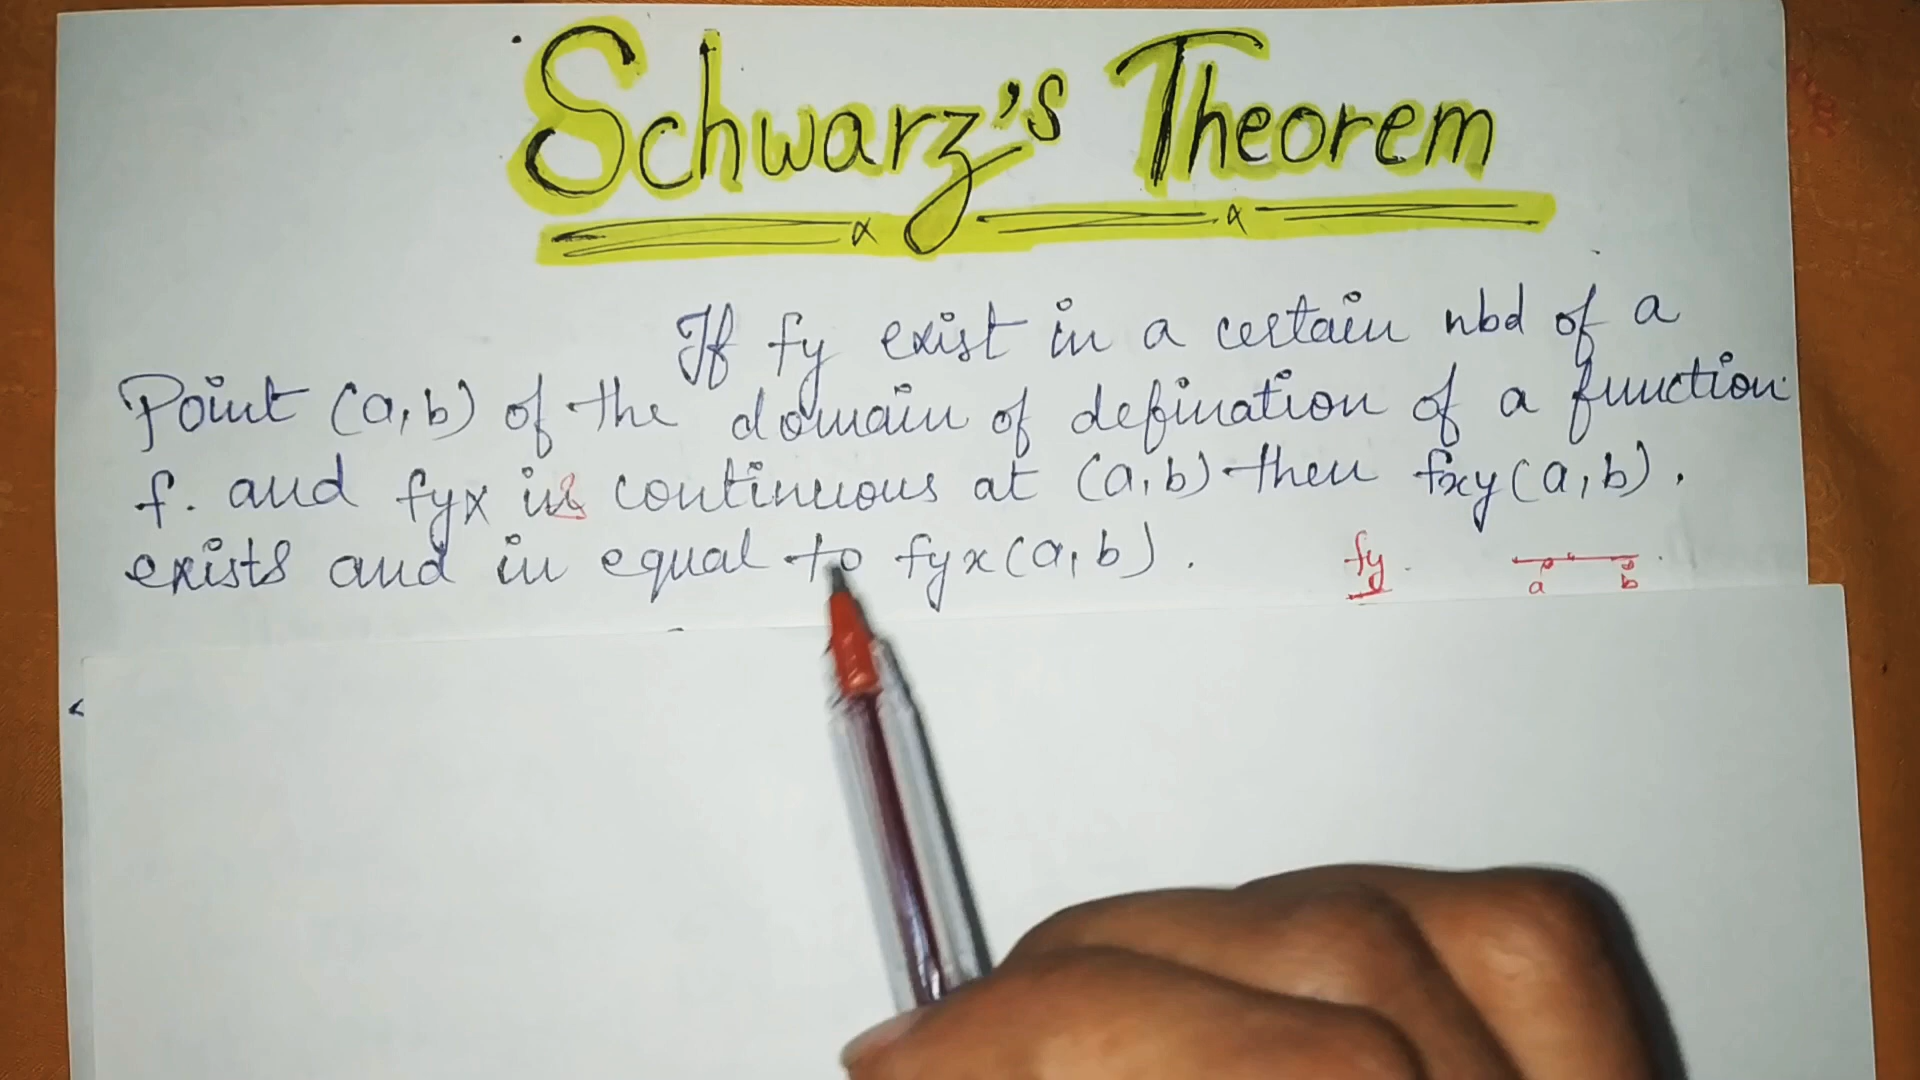 Schwarz's Theorem
If fy exist in a certain nbd of a
Point (a,b) of the domain of defination of a function
f. and fyx is continuous at (a,b) then fxy(a,b).
exists and in equal to fyx(a,b).
fy.
a b